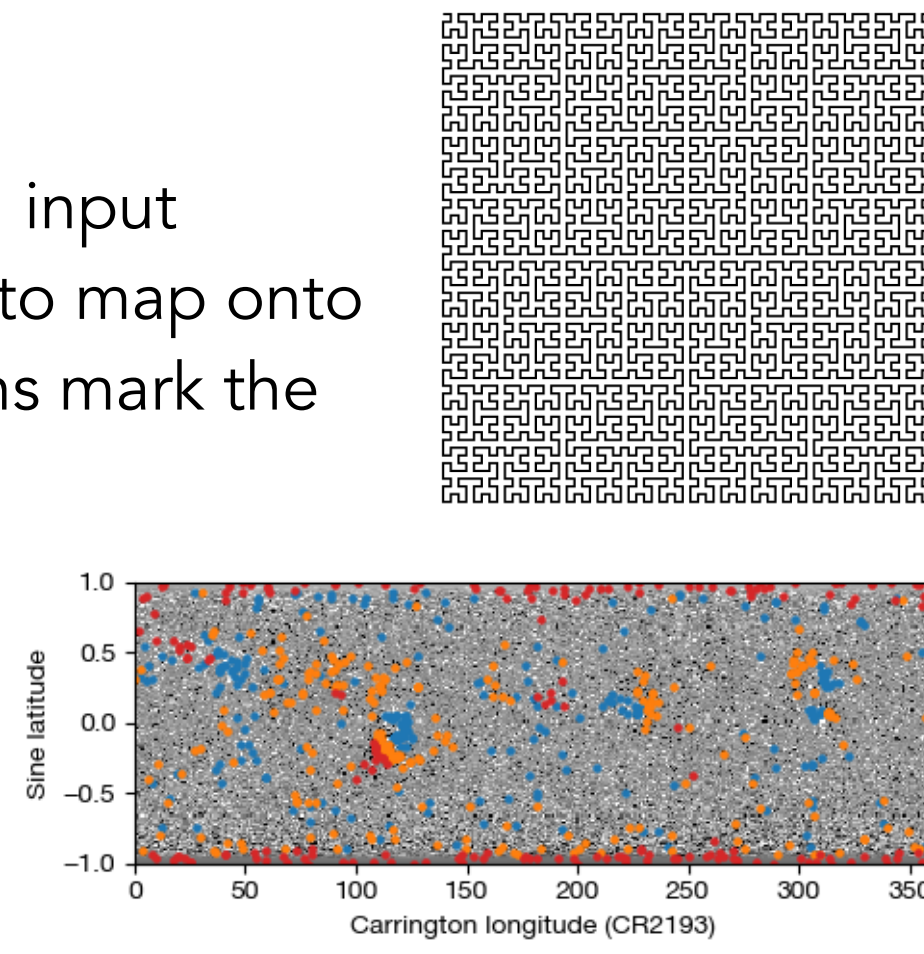 input
to map onto
ns mark the
1.0
0.5
0.0
−0.5
−1.0
Sine latitude
0 50 100 150 200 250 300 350
Carrington longitude (CR2193)